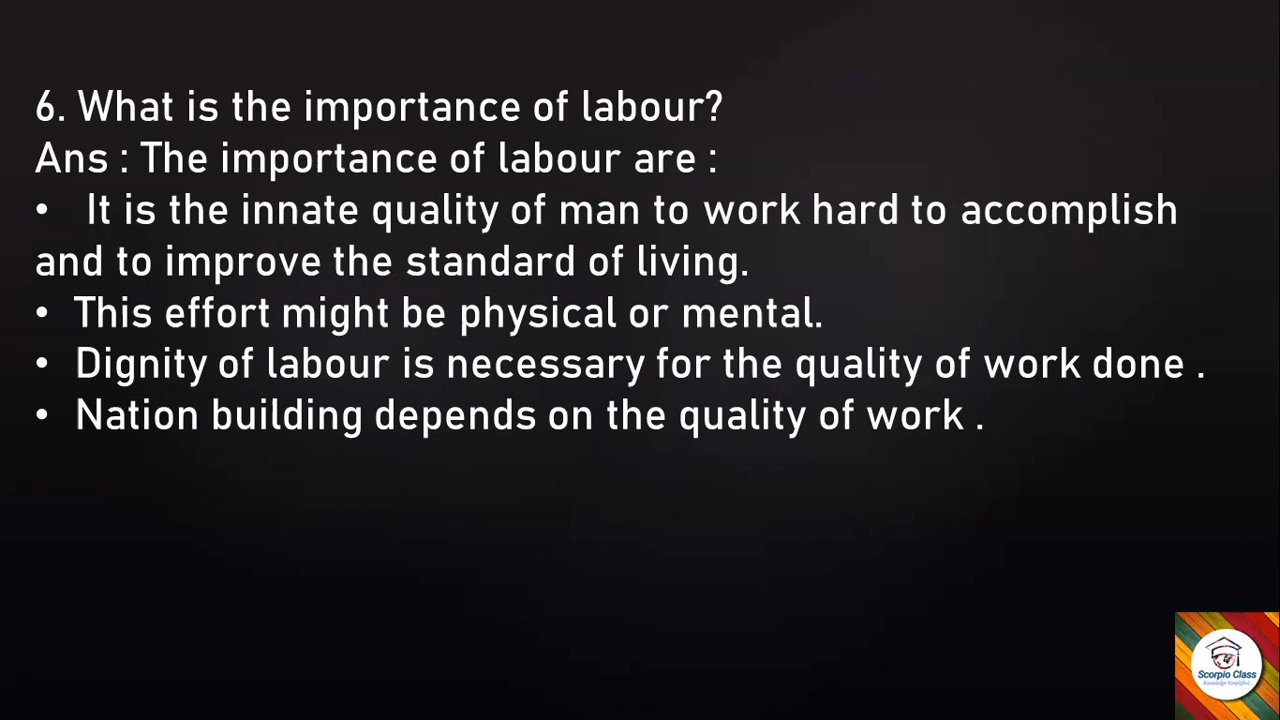 6. What is the importance of labour?
Ans : The importance of labour are :
• It is the innate quality of man to work hard to accomplish
and to improve the standard of living.
• This effort might be physical or mental.
• Dignity of labour is necessary for the quality of work done .
• Nation building depends on the quality of work .
Scorpio Class
Knowledge Simplified